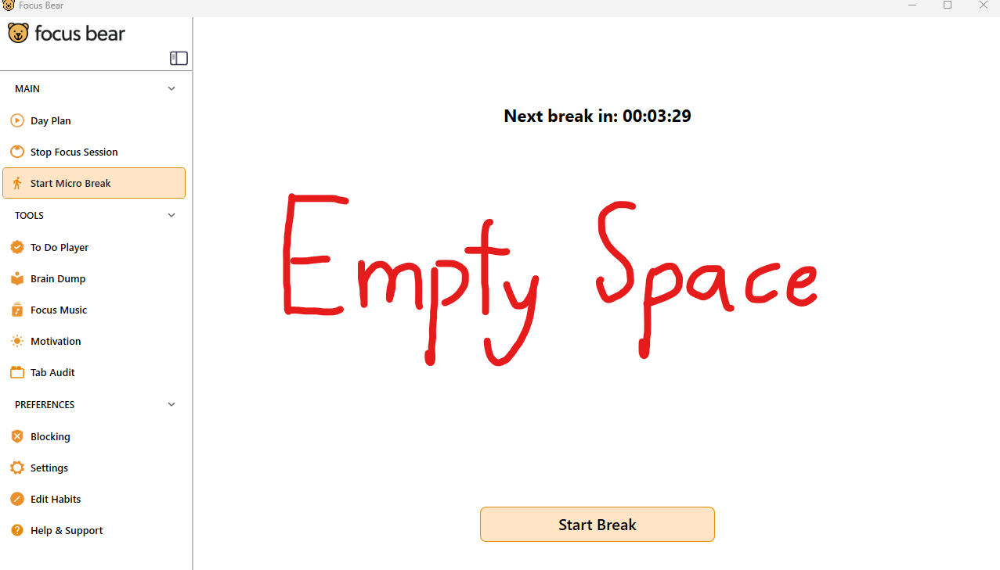 Focus Bear
focus bear
MAIN
Day Plan
Stop Focus Session
Start Micro Break
TOOLS
To Do Player
Brain Dump
Focus Music
Motivation
Tab Audit
PREFERENCES
Blocking
Settings
Edit Habits
Help & Support
Next break in: 00:03:29
Empty Space
Start Break